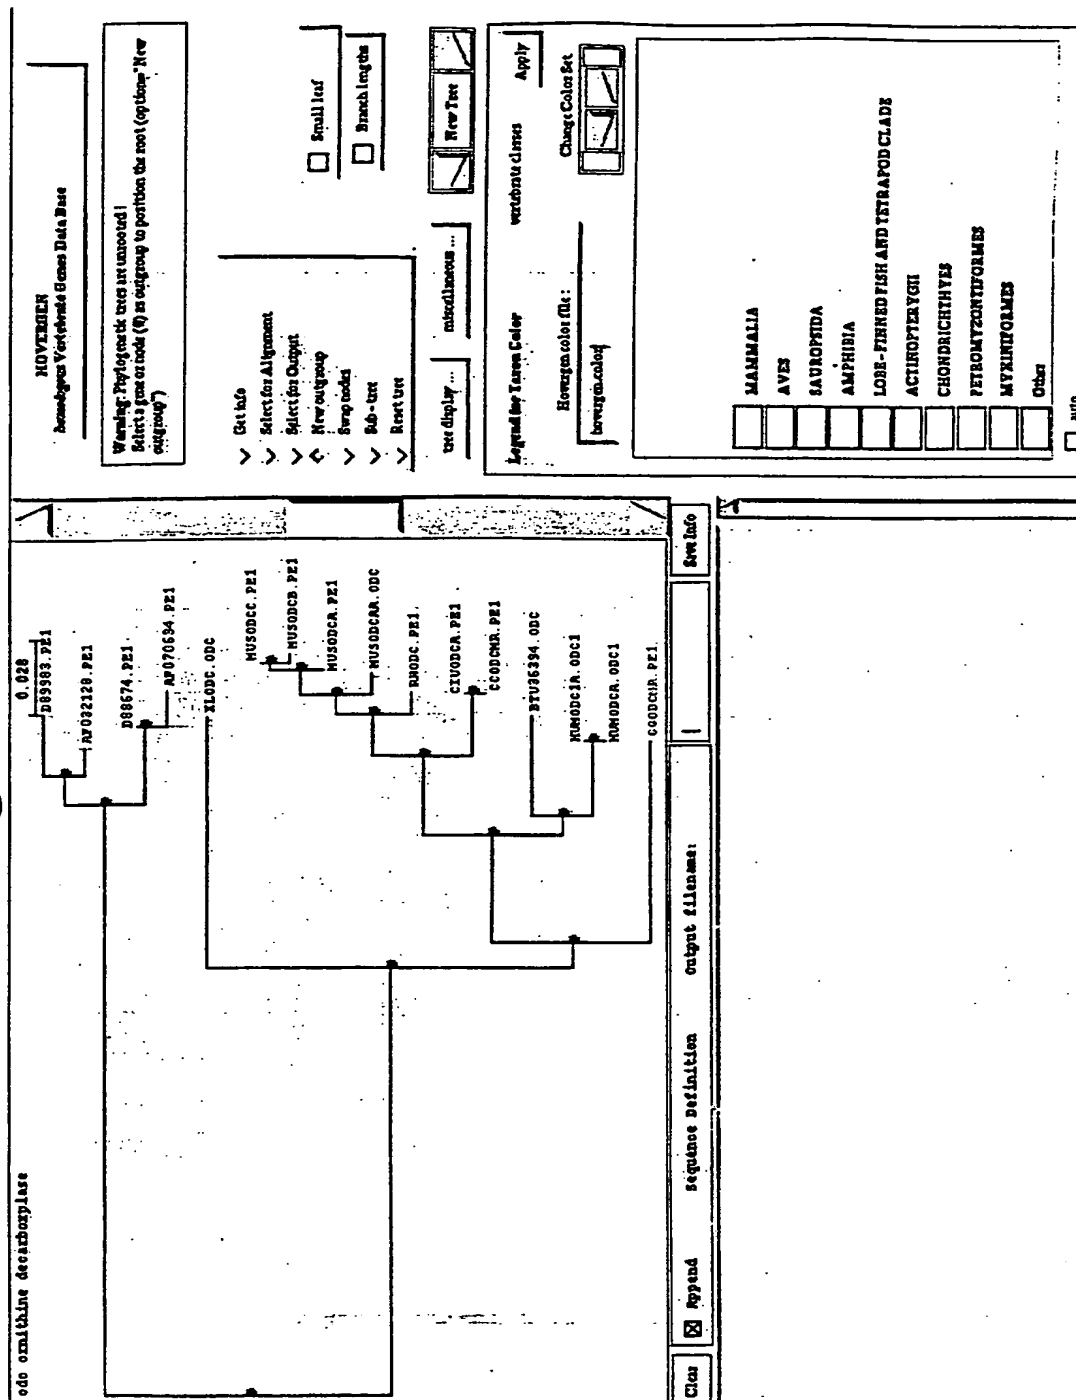 odc ornithine decarboxylase
0.028
D89983.PE1
AF032128.PE1
D88674.PE1
AF070694.PE1
XLODC.ODC
MUSODCC.PE1
MUSODCB.PE1
MUSODCA.PE1
MUSODCAA.ODC
RNODC.PE1
CIUODCA.PE1
CCODCMR.PE1
BTU36394.ODC
HUMODC1A.ODC1
HUMODCA.ODC1
CGODCMR.PE1
Clear
Append
Sequence Definition
Output filename:
Save Info
HOVERGEN
homologous Vertebrate Genes Data Base
Warning: Phylogenetic trees are unrooted!
Select a gene or node (#) as outgroup to position the root (option="New
outgroup")
Get info
Select for Alignment
Select for Output
New outgroup
Swap nodes
Sub-tree
Reset tree
Small leaf
Branch lengths
tree display ...
miscellaneous ...
New Tree
Legend for Taxon Color
vertebrate classes
Apply
Hovergen color file:
hovergen.color
Change Color Set
MAMMALIA
AVES
SAUROPSIDA
AMPHIBIA
LOBE-FINNED FISH AND TETRAPOD CLADE
ACTINOPTERYGII
CHONDRICHTHYES
PETROMYZONTIFORMES
MYXINIFORMES
Other
auto